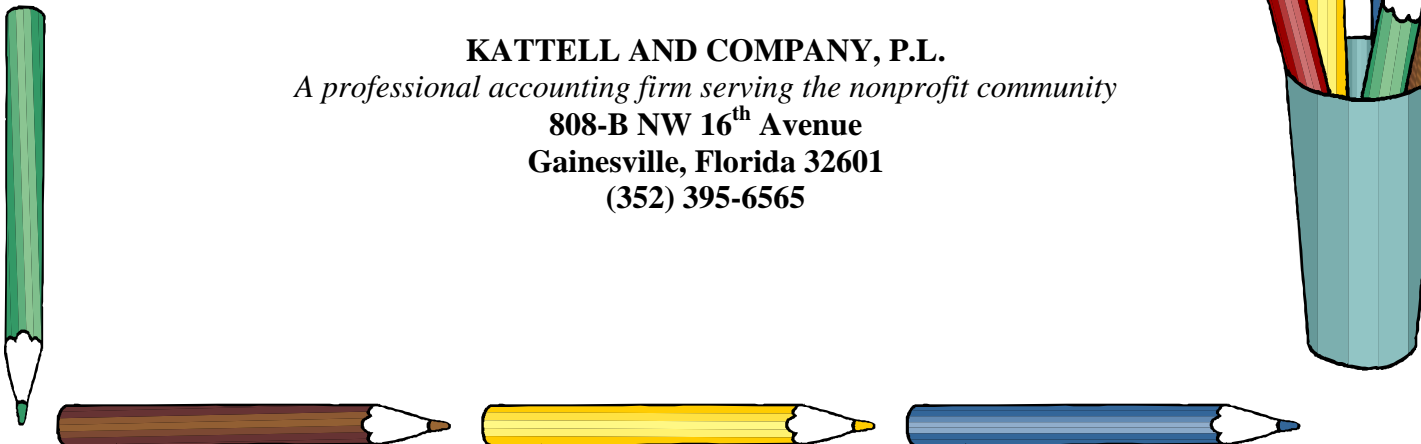 KATTELL AND COMPANY, P.L.
A professional accounting firm serving the nonprofit community
808-B NW 16th Avenue
Gainesville, Florida 32601
(352) 395-6565